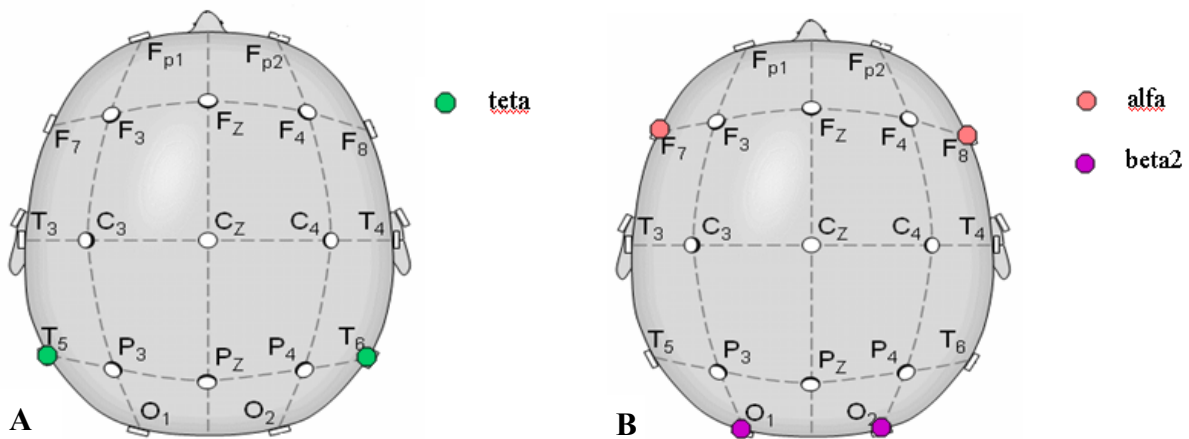 Fp1 Fp2
F7 F3 FZ F4 F8
T3 C3 CZ C4 T4
T5 P3 PZ P4 T6
O1 O2
A
teta
Fp1 Fp2
F7 F3 FZ F4 F8
T3 C3 CZ C4 T4
T5 P3 PZ P4 T6
O1 O2
B
alfa
beta2